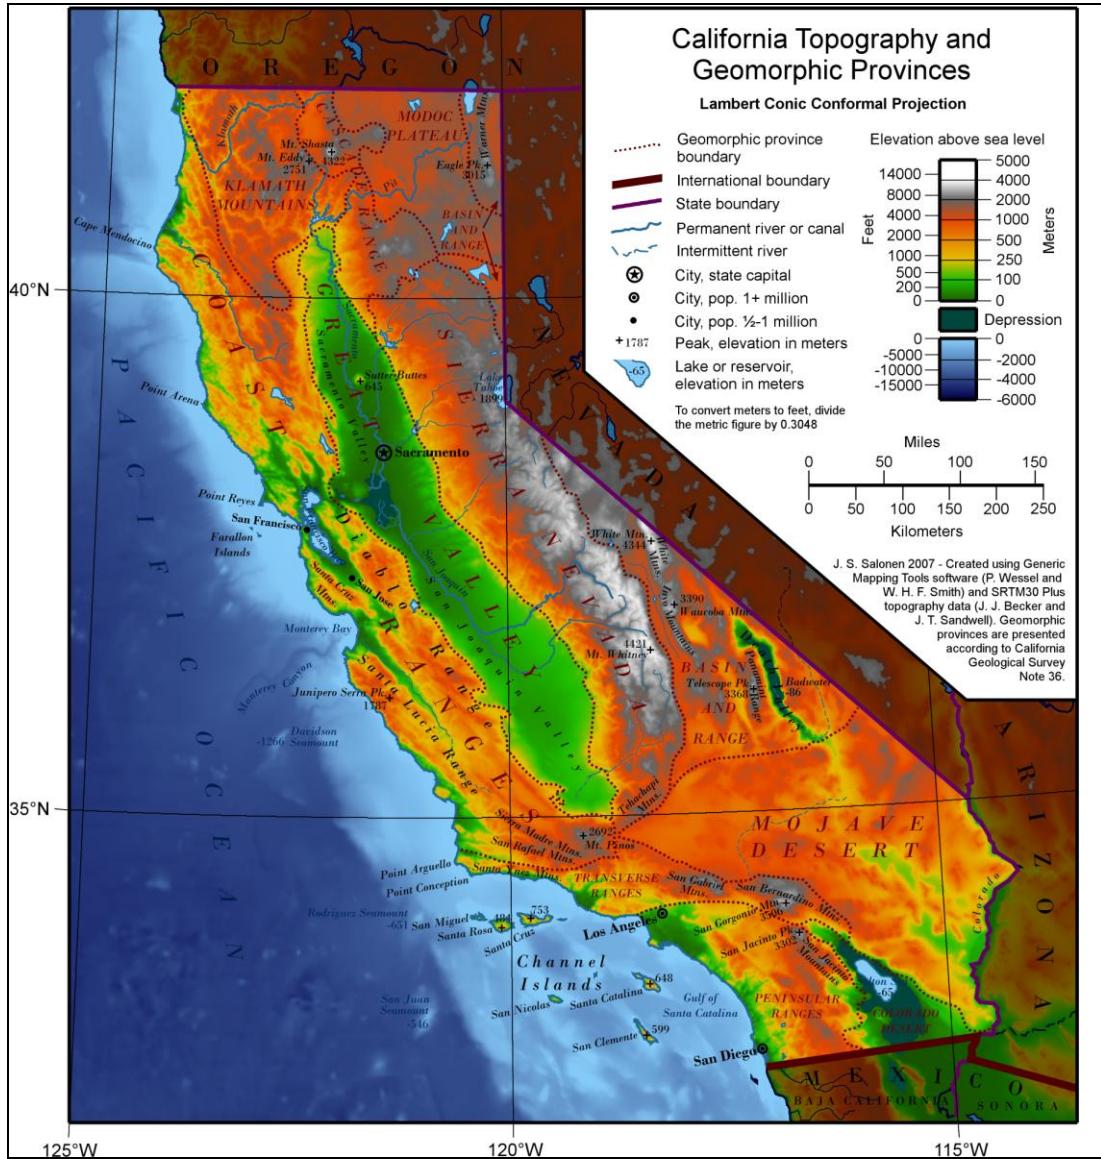 California Topography and
Geomorphic Provinces
Lambert Conic Conformal Projection
Geomorphic province
boundary
International boundary
State boundary
Permanent river or canal
Intermittent river
City, state capital
City, pop. 1+ million
City, pop. ½-1 million
1787
Peak, elevation in meters
-65
Lake or reservoir,
elevation in meters
To convert meters to feet, divide
the metric figure by 0.3048
Elevation above sea level
Feet
14000
8000
4000
2000
1000
500
200
0
5000
4000
2000
1000
500
250
100
0
Meters
Depression
0
-5000
-10000
-15000
0
-2000
-4000
-6000
Miles
0 50 100 150
0 50 100 150 200 250
Kilometers
J. S. Salonen 2007 - Created using Generic
Mapping Tools software (P. Wessel and
W. H. F. Smith) and SRTM30 Plus
topography data (J. J. Becker and
J. T. Sandwell). Geomorphic
provinces are presented
according to California
Geological Survey
Note 36.
OREGON
NEVADA
ARIZONA
MEXICO
BAJA CALIFORNIA
SONORA
PACIFIC OCEAN
Klamath
Mt. Shasta
4322
Mt. Eddy
2751
KLAMATH
MOUNTAINS
CASCADE RANGE
MODOC
PLATEAU
Warner Mtns.
Eagle Pk.
3015
Pit
BASIN
AND
RANGE
Cape Mendocino
40°N
COAST RANGES
GREAT VALLEY
SIERRA NEVADA
Sacramento
Sacramento Valley
Sutter Buttes
645
Lake
Tahoe
1899
Point Arena
Sacramento
Point Reyes
San Francisco
Farallon
Islands
Diablo Range
San Jose
Santa Cruz
Mtns.
San Joaquin
San Joaquin Valley
Monterey Bay
Monterey Canyon
Junipero Serra Pk.
1787
Santa Lucia Range
Davidson
Seamount
-1266
White Mtn.
4344
White Mtns.
Inyo Mountains
3390
Waucoba Mtn.
4421
Mt. Whitney
BASIN
AND
RANGE
Telescope Pk.
3368
Panamint
Range
Death Valley
Badwater
-86
35°N
Tehachapi
Mtns.
MOJAVE
DESERT
Sierra Madre Mtns.
San Rafael Mtns.
2692
Mt. Pinos
Point Arguello
Santa Ynez Mtns.
Point Conception
TRANSVERSE
RANGES
San Gabriel
Mtns.
San Bernardino Mtns.
San Gorgonio Mtn.
3506
Colorado
Rodriguez Seamount
-651
San Miguel
484
753
Santa Rosa
Santa Cruz
Los Angeles
San Jacinto Pk.
3302
San Jacinto
Mountains
Channel
Islands
648
Santa Catalina
San Nicolas
Gulf of
Santa Catalina
-65
PENINSULAR
RANGES
COLORADO
DESERT
San Juan
Seamount
-546
599
San Clemente
San Diego
125°W
120°W
115°W